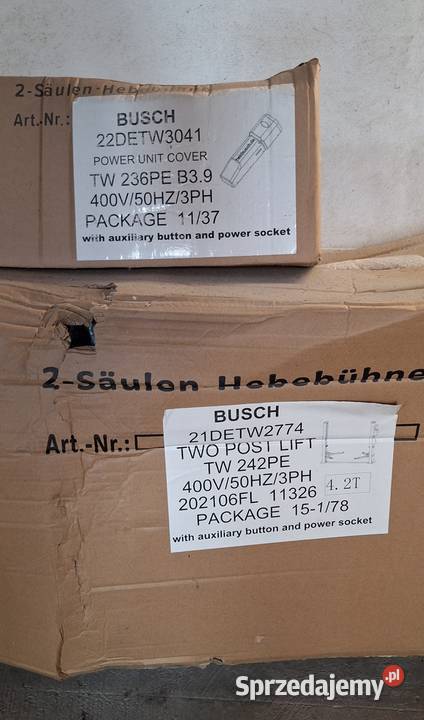 2-Säulen-Hebebühne
Art.-Nr.:
BUSCH
22DETW3041
POWER UNIT COVER
TW 236PE B3.9
400V/50HZ/3PH
PACKAGE 11/37
with auxiliary button and power socket
2-Säulen Hebebühne
Art.-Nr.:
BUSCH
21DETW2774
TWO POST LIFT
TW 242PE
400V/50HZ/3PH
4.2T
202106FL 11326
PACKAGE 15-1/78
with auxiliary button and power socket
Sprzedajemy.pl